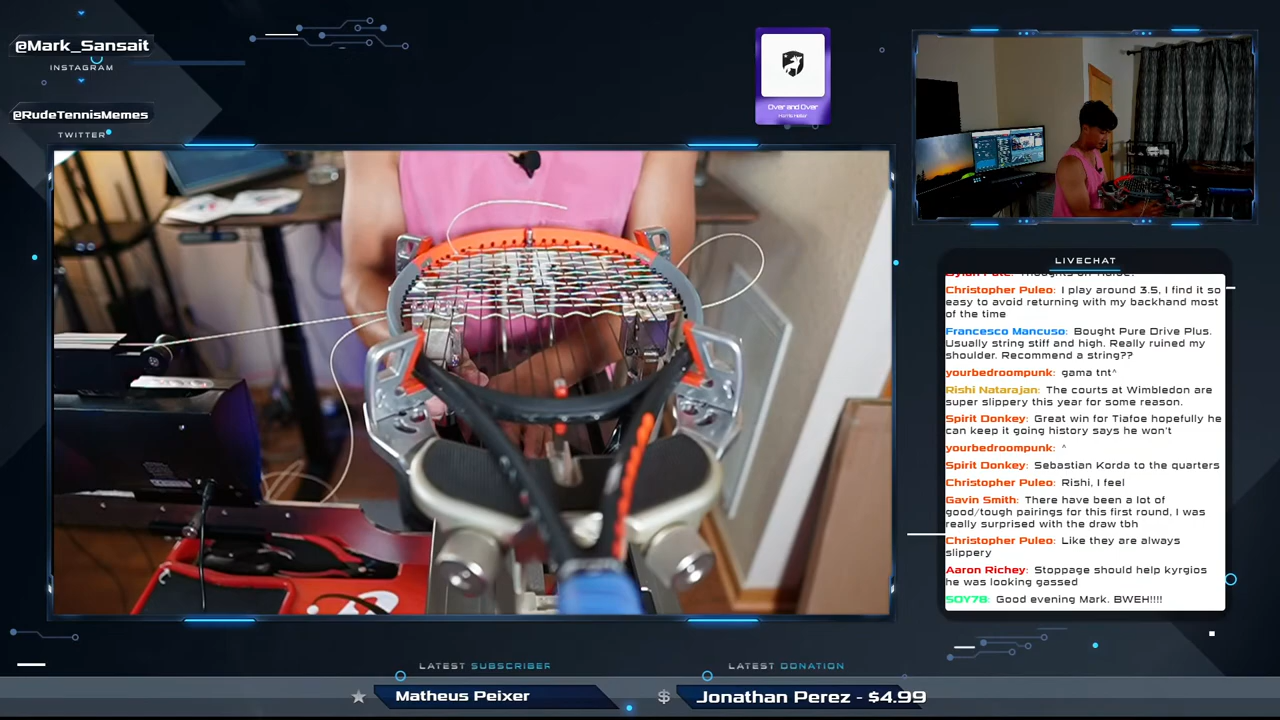 @Mark_Sansait
INSTAGRAM
@RudeTennisMemes
TWITTER
Over and Over
LIVECHAT
Christopher Puleo: I play around 3.5, I find it so
easy to avoid returning with my backhand most
of the time
Francesco Mancuso: Bought Pure Drive Plus.
Usually string stiff and high. Really ruined my
shoulder. Recommend a string??
yourbedroompunk: gama tnt^
Rishi Natarajan: The courts at Wimbledon are
super slippery this year for some reason.
Spirit Donkey: Great win for Tiafoe hopefully he
can keep it going history says he won't
yourbedroompunk: ^
Spirit Donkey: Sebastian Korda to the quarters
Christopher Puleo: Rishi, I feel
Gavin Smith: There have been a lot of
good/tough pairings for this first round, I was
really surprised with the draw tbh
Christopher Puleo: Like they are always
slippery
Aaron Richey: Stoppage should help kyrgios
he was looking gassed
SOY78: Good evening Mark. BWEH!!!!
LATEST SUBSCRIBER
Matheus Peixer
LATEST DONATION
$ Jonathan Perez - $4.99